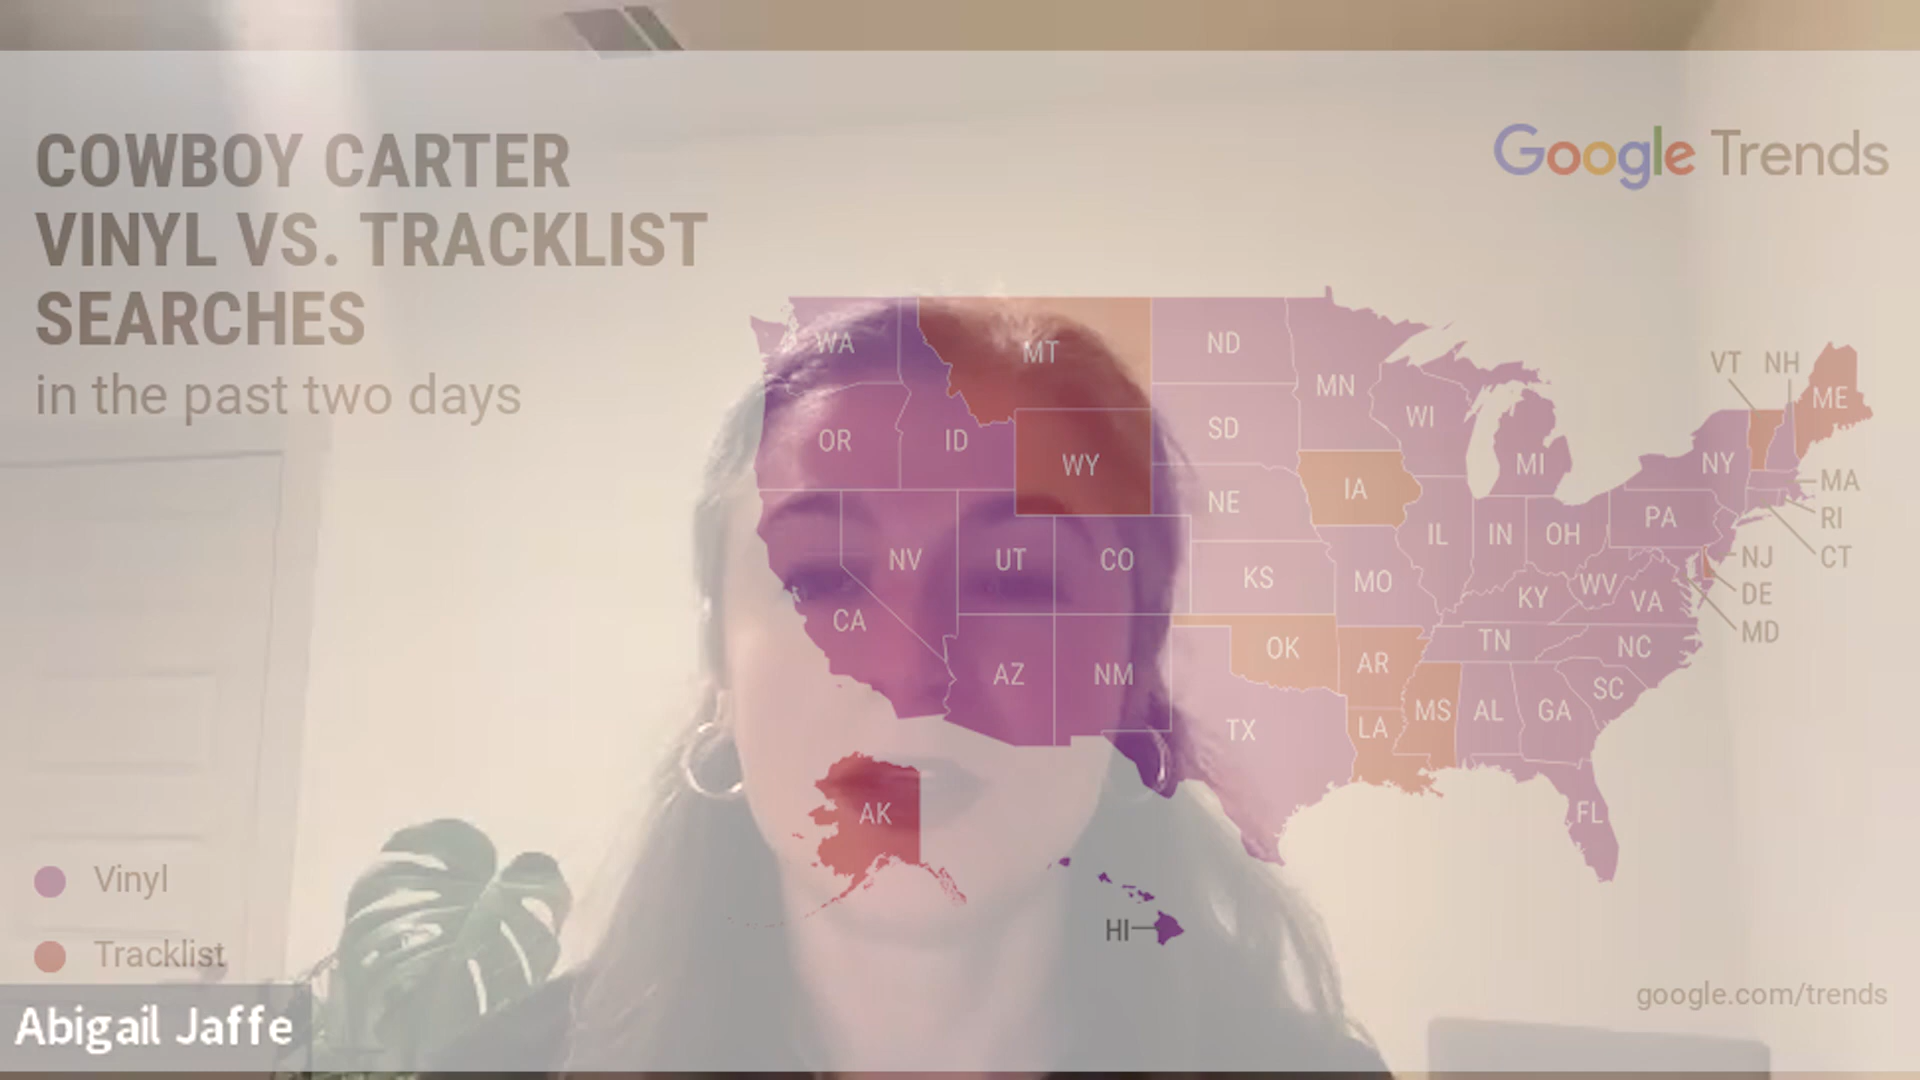 COWBOY CARTER
VINYL VS. TRACKLIST
SEARCHES
in the past two days
Google Trends
WA
MT
ND
MN
VT
NH
ME
OR
ID
WY
SD
WI
MI
NY
MA
RI
CT
NV
UT
CO
NE
IA
IL
IN
OH
PA
NJ
DE
MD
CA
KS
MO
KY
WV
VA
AZ
NM
OK
AR
TN
NC
SC
TX
LA
MS
AL
GA
FL
AK
HI
Vinyl
Tracklist
google.com/trends
Abigail Jaffe